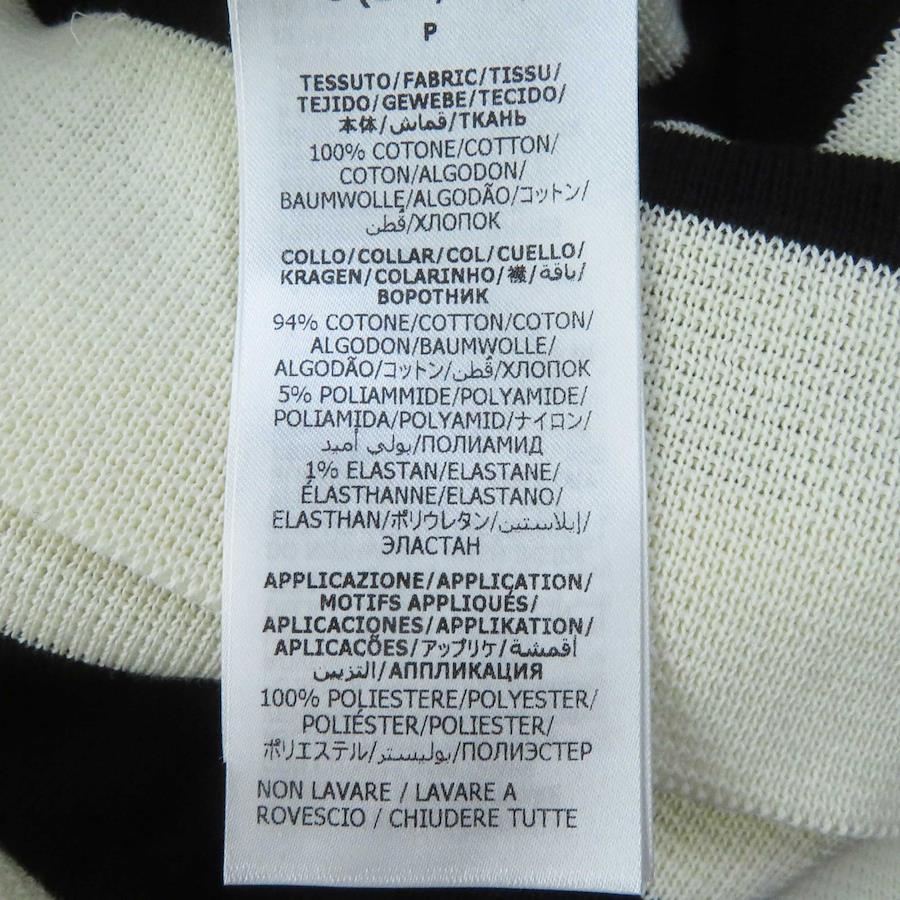 P
TESSUTO/FABRIC/TISSU/
TEJIDO/GEWEBE/TECIDO/
本体/قماش/ТКАНЬ
100% COTONE/COTTON/
COTON/ALGODON/
BAUMWOLLE/ALGODÃO/コットン/
قُطن/ХЛОПОК
COLLO/COLLAR/COL/CUELLO/
KRAGEN/COLARINHO/襟/ياقة/
ВОРОТНИК
94% COTONE/COTTON/COTON/
ALGODON/BAUMWOLLE/
ALGODÃO/コットン/قُطن/ХЛОПОК
5% POLIAMMIDE/POLYAMIDE/
POLIAMIDA/POLYAMID/ナイロン/
بولي أميد/ПОЛИАМИД
1% ELASTAN/ELASTANE/
ÉLASTHANNE/ELASTANO/
ELASTHAN/ポリウレタン/إيلاستين/
ЭЛАСТАН
APPLICAZIONE/APPLICATION/
MOTIFS APPLIQUÉS/
APLICACIONES/APPLIKATION/
APLICACÕES/アップリケ/أقمشة
التزيين/АППЛИКАЦИЯ
100% POLIESTERE/POLYESTER/
POLIÉSTER/POLIESTER/
ポリエステル/بوليستر/ПОЛИЭСТЕР
NON LAVARE / LAVARE A
ROVESCIO / CHIUDERE TUTTE